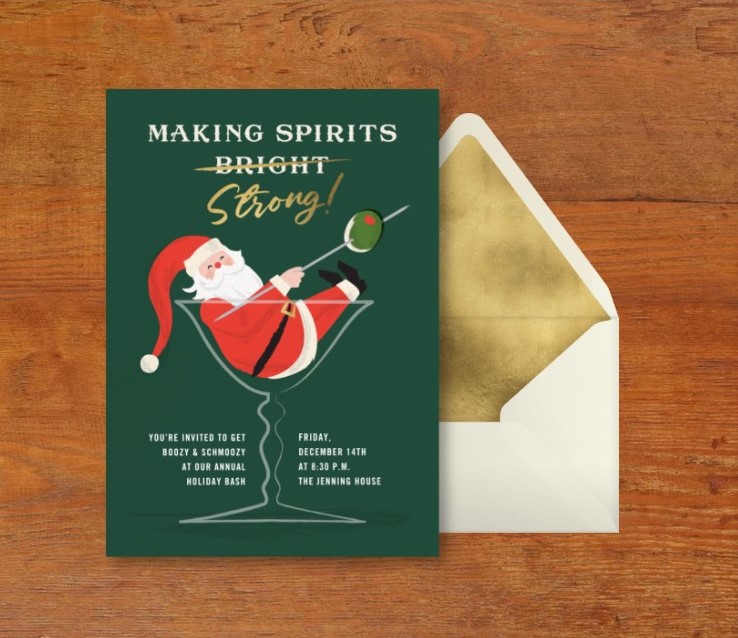 MAKING SPIRITS
BRIGHT
Strong!
YOU'RE INVITED TO GET
BOOZY & SCHMOOZY
AT OUR ANNUAL
HOLIDAY BASH
FRIDAY,
DECEMBER 14TH
AT 8:30 P.M.
THE JENNING HOUSE